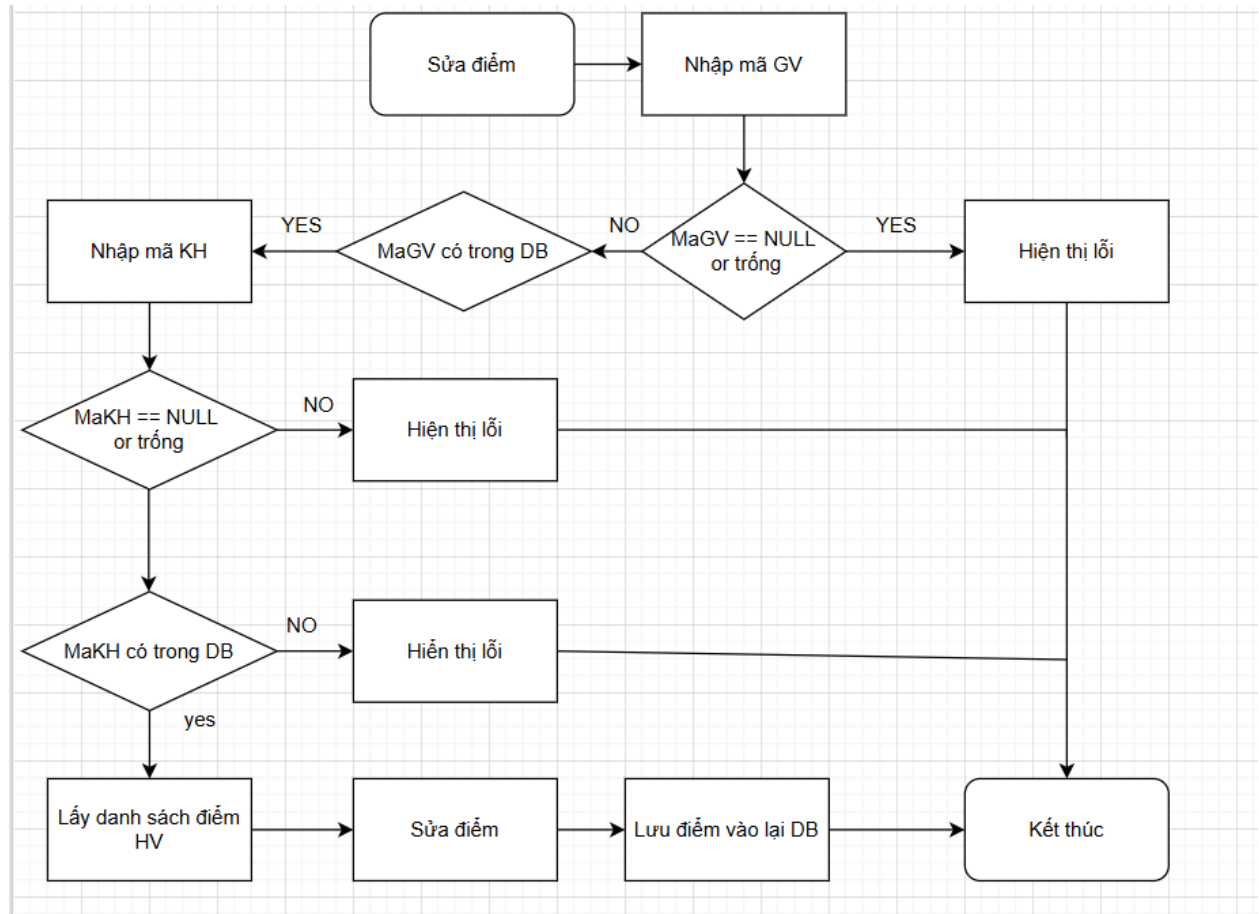 Sửa điểm
Nhập mã GV
Nhập mã KH
YES
MaGV có trong DB
NO
MaGV == NULL
or trống
YES
Hiện thị lỗi
MaKH == NULL
or trống
NO
Hiện thị lỗi
MaKH có trong DB
NO
Hiển thị lỗi
yes
Lấy danh sách điểm
HV
Sửa điểm
Lưu điểm vào lại DB
Kết thúc